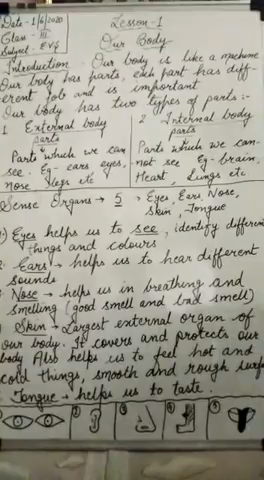 Date - 1/6/2020
Class - III
Subject - EVS
Lesson - 1
Our Body
Introduction - Our body is like a machine
Our body has parts, each part has diff-
erent job and is important
Our body has two types of parts :-
1 External body
parts
Parts which we can
see. Eg - ears eyes,
nose, legs etc
2 Internal body
parts
Parts which we can-
not see Eg - brain,
Heart, Lungs etc
Sense Organs → 5 → Eyes, Ears, Nose,
Skin, Tongue
1) Eyes helps us to see, identify different
things and colours
2 Ears → helps us to hear different
sounds
Nose → helps us in breathing and
smelling (good smell and bad smell)
Skin → Largest external organ of
our body. It covers and protects our
body Also helps us to feel hot and
cold things, smooth and rough surf
Tongue → helps us to taste.
1 2 3 4